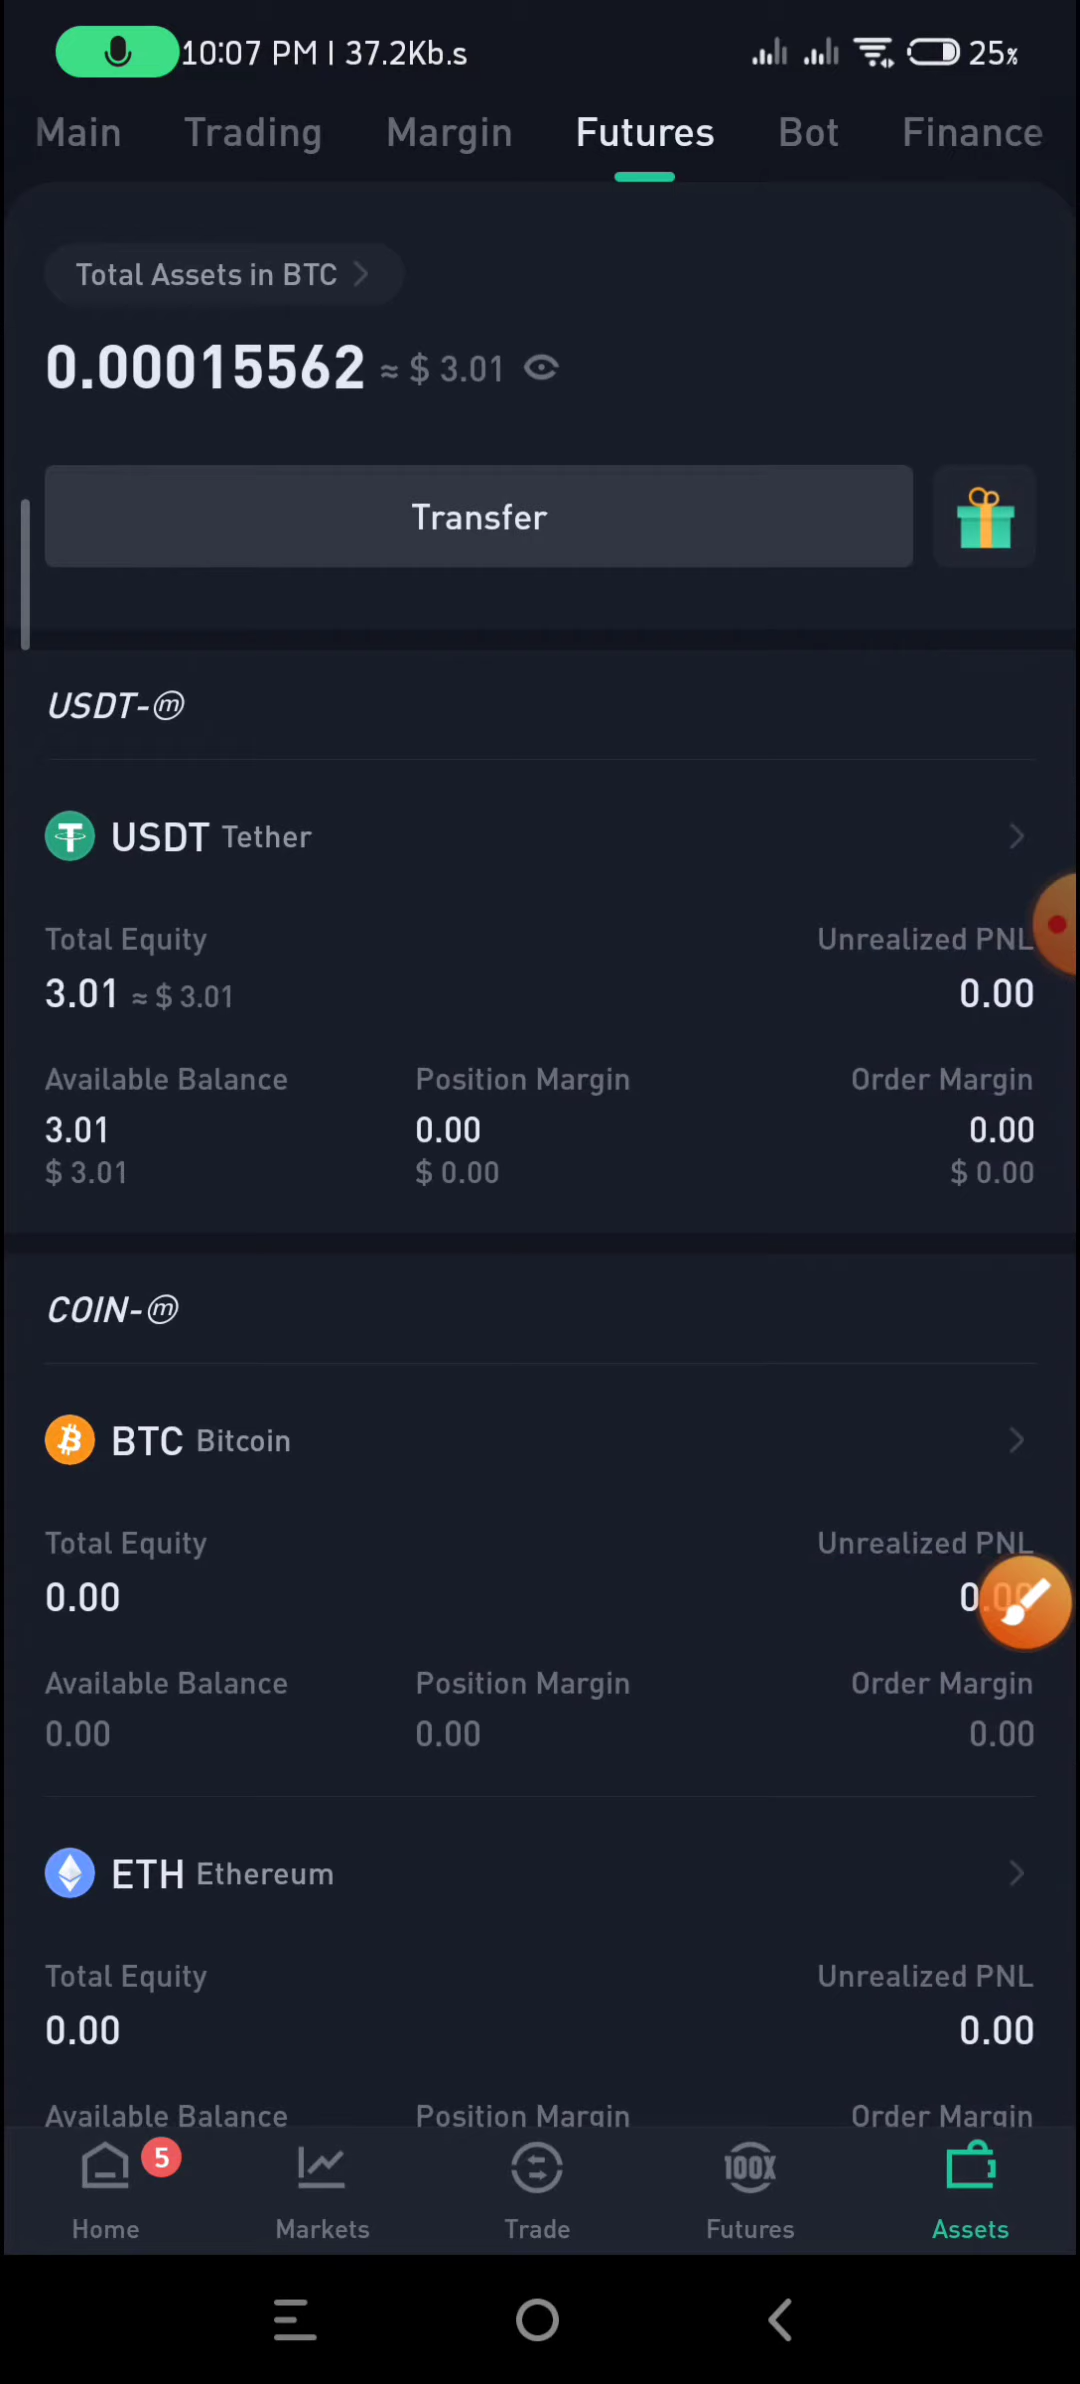 10:07 PM | 37.2Kb.s 25%
Main Trading Margin Futures Bot Finance
Total Assets in BTC
0.00015562 ≈ $ 3.01
Transfer
USDT-ⓜ
USDT Tether
Total Equity Unrealized PNL
3.01 ≈ $ 3.01 0.00
Available Balance Position Margin Order Margin
3.01 0.00 0.00
$ 3.01 $ 0.00 $ 0.00
COIN-ⓜ
BTC Bitcoin
Total Equity Unrealized PNL
0.00 0.00
Available Balance Position Margin Order Margin
0.00 0.00 0.00
ETH Ethereum
Total Equity Unrealized PNL
0.00 0.00
Available Balance Position Margin Order Margin
5
100X
Home Markets Trade Futures Assets